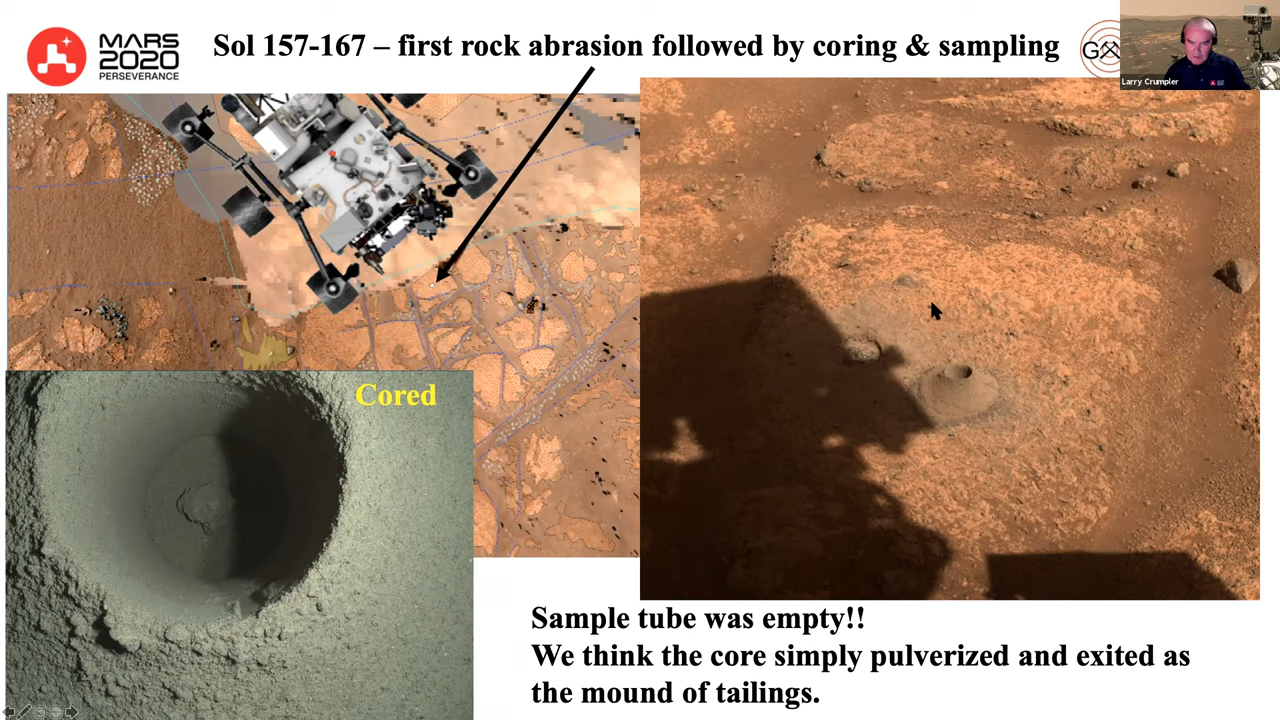 MARS
2020
PERSEVERANCE
Sol 157-167 – first rock abrasion followed by coring & sampling
G
Larry Crumpler
Cored
Sample tube was empty!!
We think the core simply pulverized and exited as
the mound of tailings.